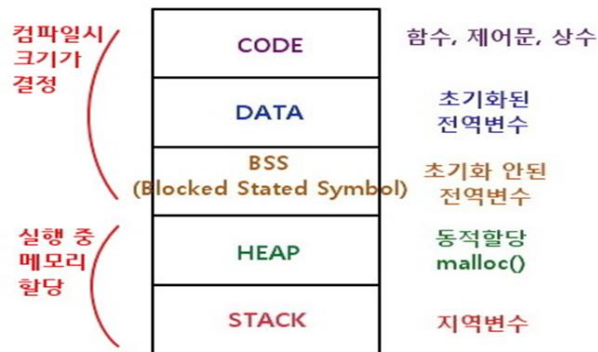 컴파일시
크기가
결정
CODE
함수, 제어문, 상수
DATA
초기화된
전역변수
BSS
(Blocked Stated Symbol)
초기화 안된
전역변수
실행 중
메모리
할당
HEAP
동적할당
malloc()
STACK
지역변수